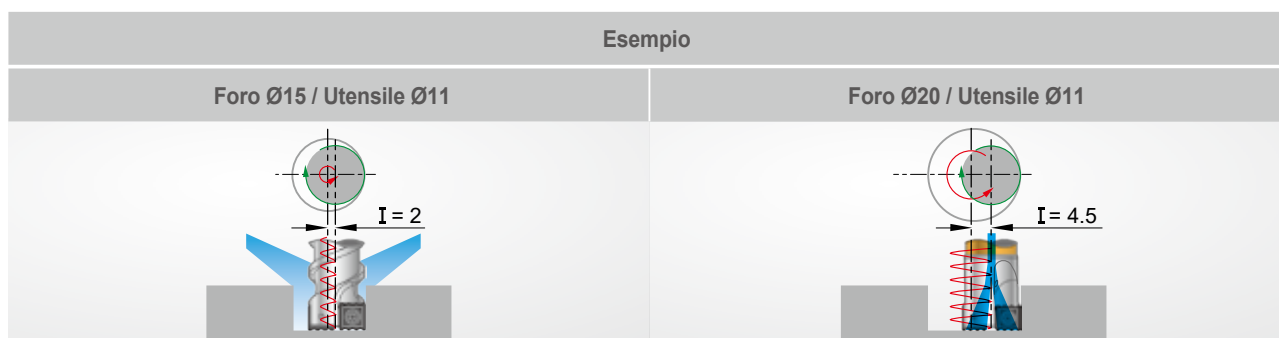 Esempio
Foro Ø15 / Utensile Ø11
Foro Ø20 / Utensile Ø11
I = 2
I = 4.5